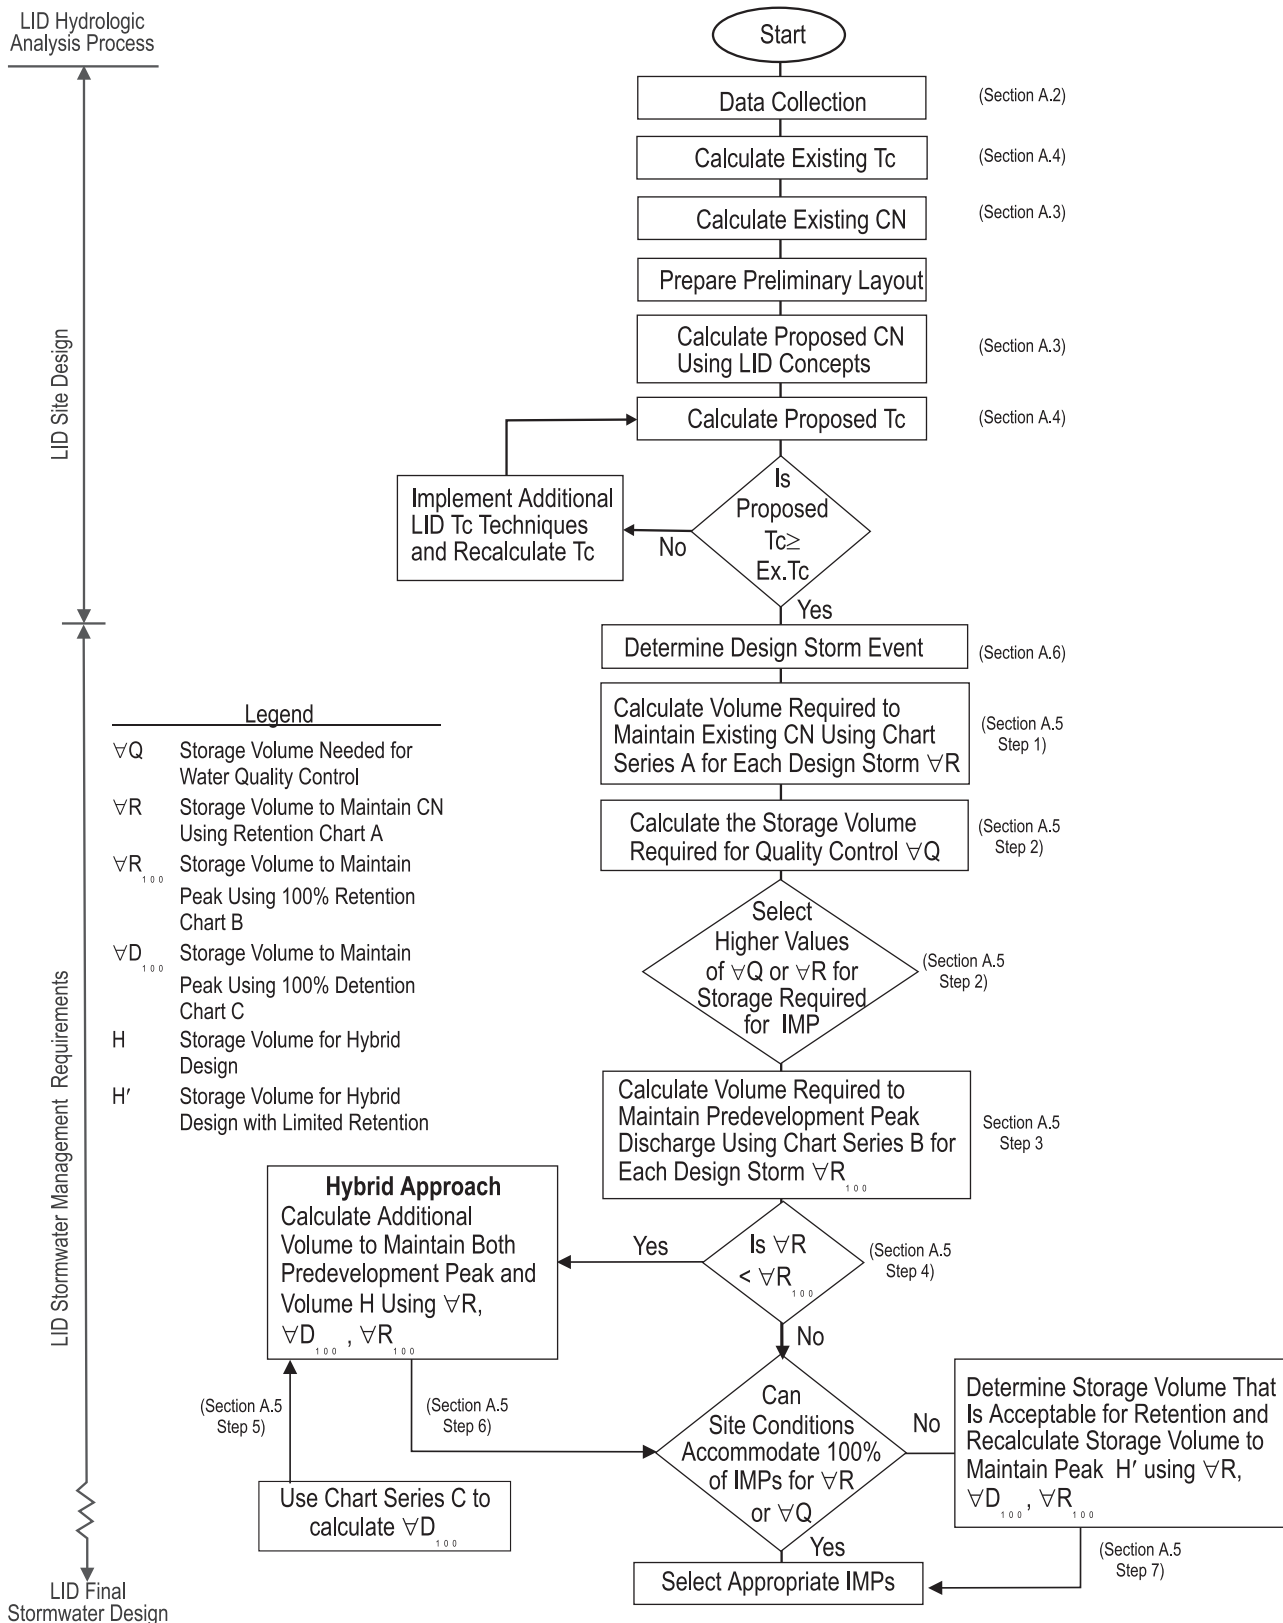 LID Hydrologic
Analysis Process
Start
Data Collection
(Section A.2)
Calculate Existing Tc
(Section A.4)
Calculate Existing CN
(Section A.3)
Prepare Preliminary Layout
Calculate Proposed CN
Using LID Concepts
(Section A.3)
Calculate Proposed Tc
(Section A.4)
LID Site Design
Implement Additional
LID Tc Techniques
and Recalculate Tc
No
Is
Proposed
Tc≥
Ex.Tc
Yes
Determine Design Storm Event
(Section A.6)
Calculate Volume Required to
Maintain Existing CN Using Chart
Series A for Each Design Storm ∀R
(Section A.5
Step 1)
Calculate the Storage Volume
Required for Quality Control ∀Q
(Section A.5
Step 2)
Select
Higher Values
of ∀Q or ∀R for
Storage Required
for IMP
(Section A.5
Step 2)
Legend
∀Q Storage Volume Needed for
Water Quality Control
∀R Storage Volume to Maintain CN
Using Retention Chart A
∀R100 Storage Volume to Maintain
Peak Using 100% Retention
Chart B
∀D100 Storage Volume to Maintain
Peak Using 100% Detention
Chart C
H Storage Volume for Hybrid
Design
H′ Storage Volume for Hybrid
Design with Limited Retention
LID Stormwater Management Requirements
Calculate Volume Required to
Maintain Predevelopment Peak
Discharge Using Chart Series B for
Each Design Storm ∀R100
Section A.5
Step 3
Hybrid Approach
Calculate Additional
Volume to Maintain Both
Predevelopment Peak and
Volume H Using ∀R,
∀D100 , ∀R100
Yes
Is ∀R
< ∀R100
(Section A.5
Step 4)
No
(Section A.5
Step 5)
(Section A.5
Step 6)
Use Chart Series C to
calculate ∀D100
Can
Site Conditions
Accommodate 100%
of IMPs for ∀R
or ∀Q
No
Determine Storage Volume That
Is Acceptable for Retention and
Recalculate Storage Volume to
Maintain Peak H′ using ∀R,
∀D100 , ∀R100
Yes
(Section A.5
Step 7)
Select Appropriate IMPs
LID Final
Stormwater Design